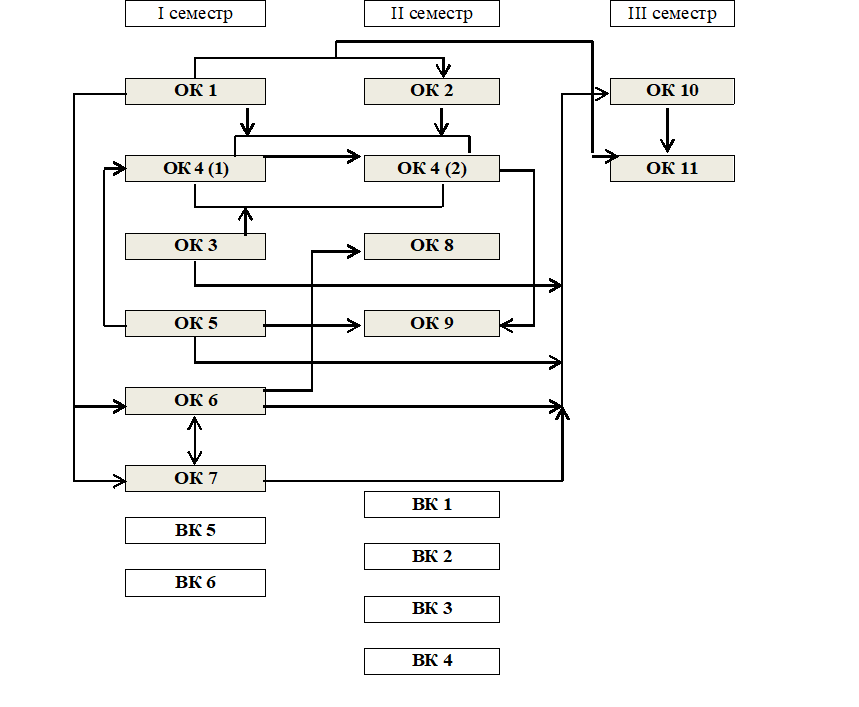 I семестр
II семестр
III семестр
ОК 1
ОК 2
ОК 10
ОК 4 (1)
ОК 4 (2)
ОК 11
ОК 3
ОК 8
ОК 5
ОК 9
ОК 6
ОК 7
ВК 1
ВК 5
ВК 2
ВК 6
ВК 3
ВК 4